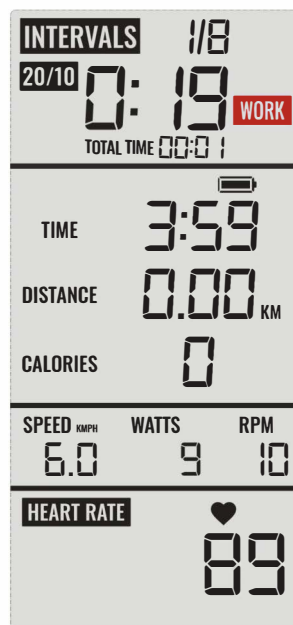 INTERVALS 1/8
20/10 0:19 WORK
TOTAL TIME 00:01
TIME 3:59
DISTANCE 0.00 KM
CALORIES 0
SPEED KMPH WATTS RPM
6.0 9 10
HEART RATE
89